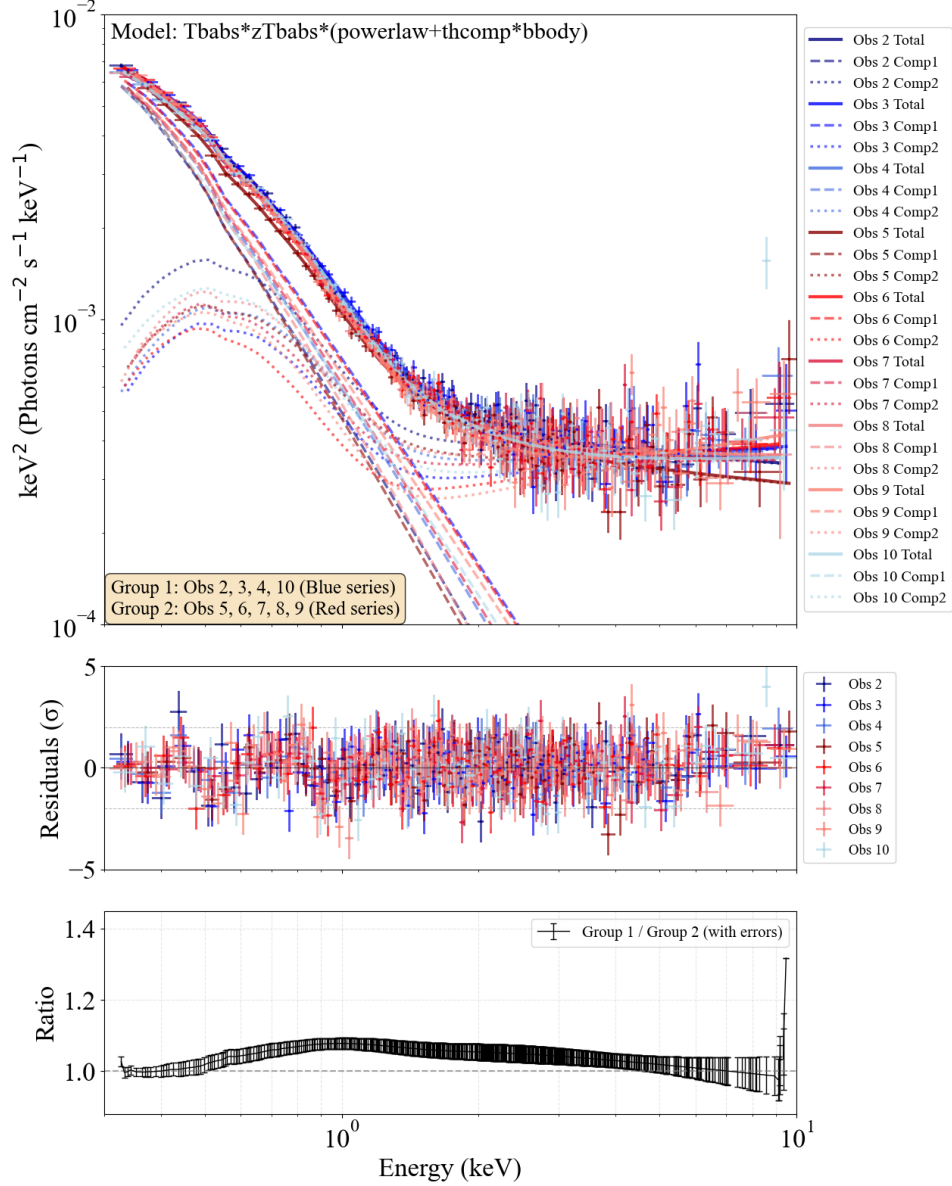 Model: Tbabs*zTbabs*(powerlaw+thcomp*bbody)
10⁻²
10⁻³
10⁻⁴
keV² (Photons cm⁻² s⁻¹ keV⁻¹)
Group 1: Obs 2, 3, 4, 10 (Blue series)
Group 2: Obs 5, 6, 7, 8, 9 (Red series)
Obs 2 Total
Obs 2 Comp1
Obs 2 Comp2
Obs 3 Total
Obs 3 Comp1
Obs 3 Comp2
Obs 4 Total
Obs 4 Comp1
Obs 4 Comp2
Obs 5 Total
Obs 5 Comp1
Obs 5 Comp2
Obs 6 Total
Obs 6 Comp1
Obs 6 Comp2
Obs 7 Total
Obs 7 Comp1
Obs 7 Comp2
Obs 8 Total
Obs 8 Comp1
Obs 8 Comp2
Obs 9 Total
Obs 9 Comp1
Obs 9 Comp2
Obs 10 Total
Obs 10 Comp1
Obs 10 Comp2
5
0
−5
Residuals (σ)
Obs 2
Obs 3
Obs 4
Obs 5
Obs 6
Obs 7
Obs 8
Obs 9
Obs 10
1.4
1.2
1.0
Ratio
Group 1 / Group 2 (with errors)
10⁰
10¹
Energy (keV)